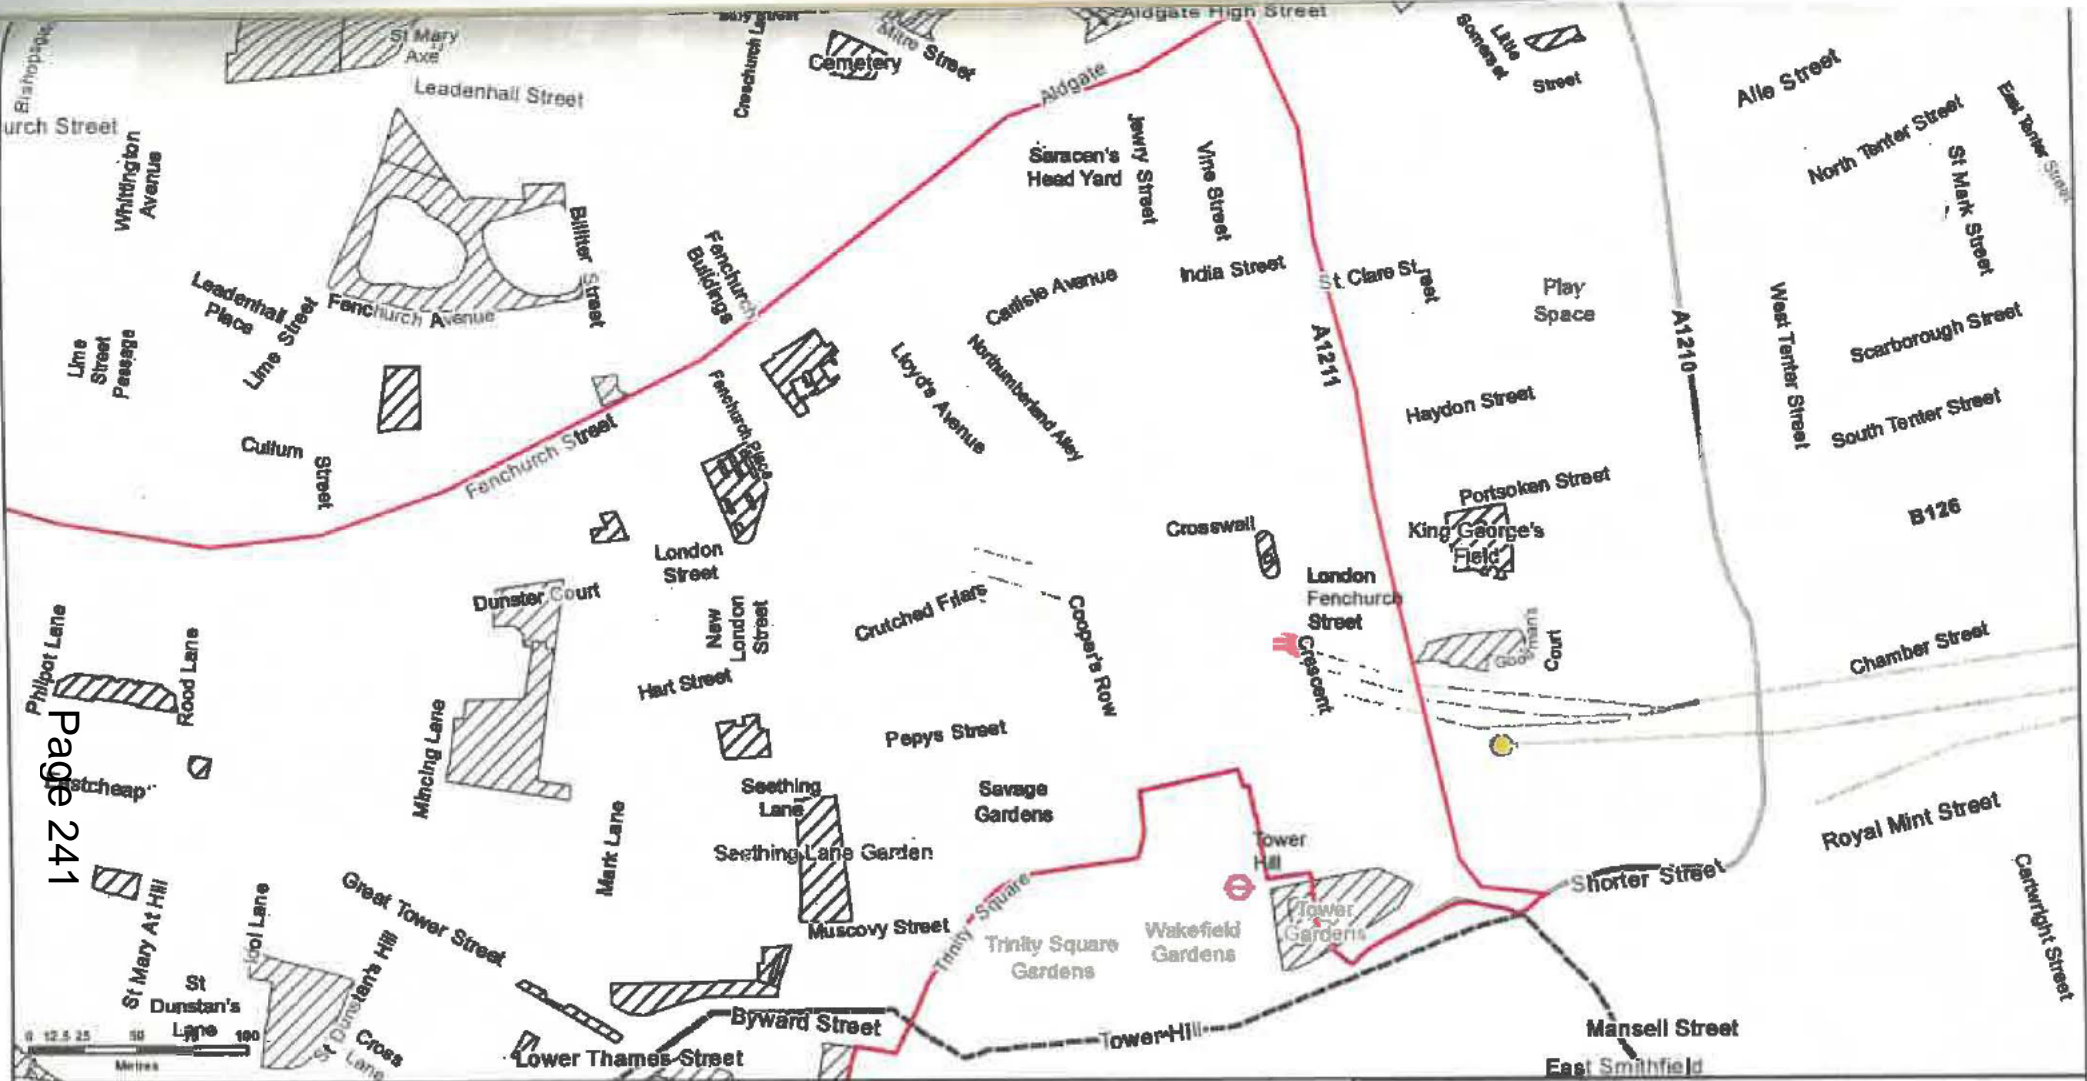 Aldgate High Street
St Mary
Axe
Mitre Street
Cemetery
Little
Somerset
Street
Alie Street
Leadenhall Street
Aldgate
North Tenter Street
East Tenter Street
urch Street
Whittington
Avenue
Saracen's
Head Yard
Jewry Street
Vine Street
St Mark Street
Billiter Street
Fenchurch
Buildings
Carlisle Avenue
India Street
St. Clare Street
Play
Space
Leadenhall
Place
Lime Street
Fenchurch Avenue
Lime
Street
Passage
Lloyd's Avenue
Northumberland Alley
A1211
A1210
West Tenter Street
Scarborough Street
Fenchurch Place
Haydon Street
South Tenter Street
Cullum
Street
Fenchurch Street
Portsoken Street
B126
Crosswall
King George's
Field
London
Street
London
Fenchurch
Street
Dunster Court
New
London
Street
Crutched Friars
Cooper's Row
Crescent
Court
Chamber Street
Philpot Lane
Rood Lane
Hart Street
Mincing Lane
Pepys Street
Page 241
Seething
Lane
Savage
Gardens
Royal Mint Street
Mark Lane
Seething Lane Garden
Tower
Hill
Shorter Street
Cartwright Street
St Mary At Hill
Great Tower Street
Muscovy Street
Trinity Square
Trinity Square
Gardens
Wakefield
Gardens
Tower
Gardens
St
Dunstan's
Lane
St Dunstan's Hill
Cross
Lane
Byward Street
Tower Hill
Mansell Street
Lower Thames Street
East Smithfield
0 12.5 25 50 100
Metres